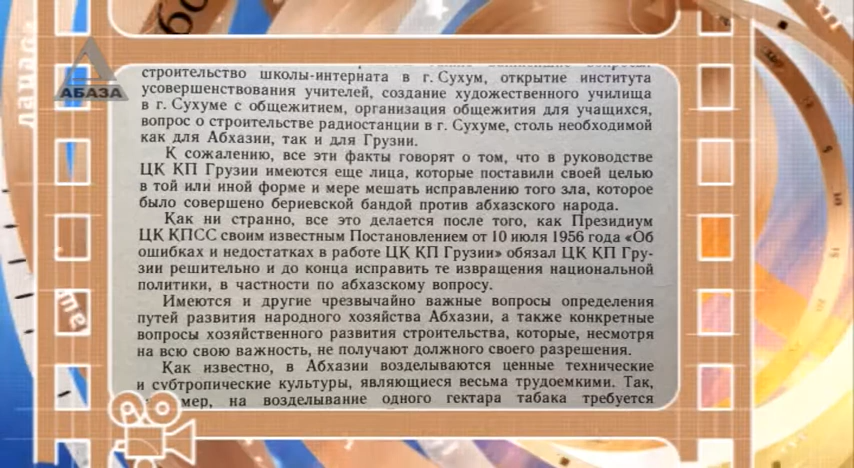 АБАЗА
строительство школы-интерната в г. Сухум, открытие института
усовершенствования учителей, создание художественного училища
в г. Сухуме с общежитием, организация общежития для учащихся,
вопрос о строительстве радиостанции в г. Сухуме, столь необходимой
как для Абхазии, так и для Грузии.
К сожалению, все эти факты говорят о том, что в руководстве
ЦК КП Грузии имеются еще лица, которые поставили своей целью
в той или иной форме и мере мешать исправлению того зла, которое
было совершено бериевской бандой против абхазского народа.
Как ни странно, все это делается после того, как Президиум
ЦК КПСС своим известным Постановлением от 10 июля 1956 года «Об
ошибках и недостатках в работе ЦК КП Грузии» обязал ЦК КП Гру-
зии решительно и до конца исправить те извращения национальной
политики, в частности по абхазскому вопросу.
Имеются и другие чрезвычайно важные вопросы определения
путей развития народного хозяйства Абхазии, а также конкретные
вопросы хозяйственного развития строительства, которые, несмотря
на всю свою важность, не получают должного своего разрешения.
Как известно, в Абхазии возделываются ценные технические
и субтропические культуры, являющиеся весьма трудоемкими. Так,
мер, на возделывание одного гектара табака требуется